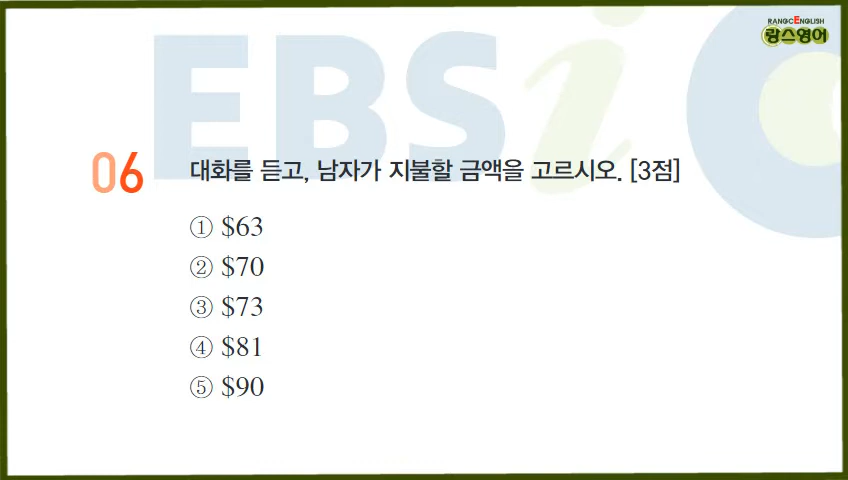 EBSi
RANGCENGLISH
랑스영어
06 대화를 듣고, 남자가 지불할 금액을 고르시오. [3점]
① $63
② $70
③ $73
④ $81
⑤ $90